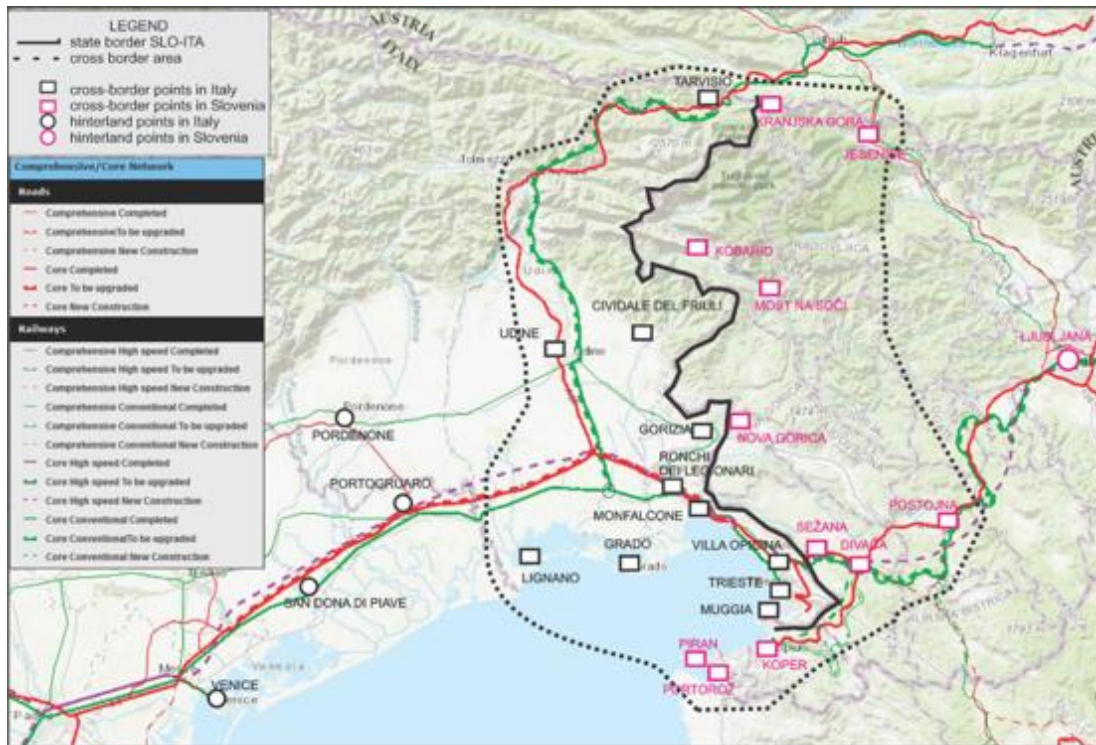 LEGEND
state border SLO-ITA
cross border area
cross-border points in Italy
cross-border points in Slovenia
hinterland points in Italy
hinterland points in Slovenia
Comprehensive/Core Network
Roads
Comprehensive Completed
ComprehensiveTo be upgraded
Comprehensive New Construction
Core Completed
Core To be upgraded
Core New Construction
Railways
Comprehensive High speed Completed
Comprehensive High speed To be upgraded
Comprehensive High speed New Construction
Comprehensive Conventional Completed
Comprehensive Conventional To be upgraded
Comprehensive Conventional New Construction
Core High speed Completed
Core High speed To be upgraded
Core High speed New Construction
Core Conventional Completed
Core ConventionalTo be upgraded
Core Conventional New Construction
AUSTRIA
ITALY
Klagenfurt
TARVISIO
KRANJSKA GORA
JESENICE
AUSTRIA
KOBARID
MOST NA SOČI
CIVIDALE DEL FRIULI
UDINE
LJUBLJANA
Pordenone
Pordenone
PORDENONE
GORIZIA
NOVA GORICA
RONCHI
DEI LEGIONARI
PORTOGRUARO
MONFALCONE
POSTOJNA
SEŽANA
DIVAČA
VILLA OPICINA
GRADO
LIGNANO
TRIESTE
MUGGIA
SAN DONA DI PIAVE
PIRAN
KOPER
PORTOROŽ
Venezia
VENICE